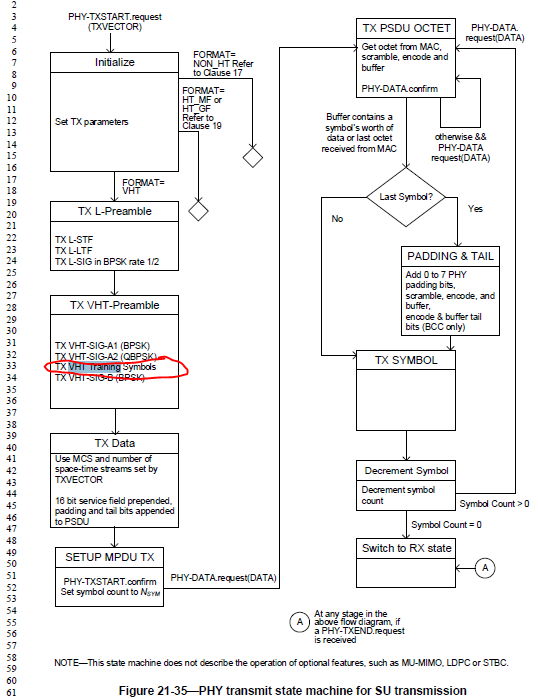 2
3
4
5
6
7
8
9
10
11
12
13
14
15
16
17
18
19
20
21
22
23
24
25
26
27
28
29
30
31
32
33
34
35
36
37
38
39
40
41
42
43
44
45
46
47
48
49
50
51
52
53
54
55
56
57
58
59
60
61
PHY-TXSTART.request
(TXVECTOR)
Initialize
Set TX parameters
FORMAT=
NON_HT Refer
to Clause 17
FORMAT=
HT_MF or
HT_GF
Refer to
Clause 19
FORMAT=
VHT
TX L-Preamble
TX L-STF
TX L-LTF
TX L-SIG in BPSK rate 1/2
TX VHT-Preamble
TX VHT-SIG-A1 (BPSK)
TX VHT-SIG-A2 (QBPSK)
TX VHT Training Symbols
TX VHT-SIG-B (BPSK)
TX Data
Use MCS and number of
space-time streams set by
TXVECTOR
16 bit service field prepended,
padding and tail bits appended
to PSDU
SETUP MPDU TX
PHY-TXSTART.confirm
Set symbol count to NSYM
PHY-DATA.request(DATA)
TX PSDU OCTET
Get octet from MAC,
scramble, encode and
buffer
PHY-DATA.confirm
PHY-DATA.
request(DATA)
otherwise &&
PHY-DATA
request(DATA)
Buffer contains a
symbol's worth of
data or last octet
received from MAC
Last Symbol?
No
Yes
PADDING & TAIL
Add 0 to 7 PHY
padding bits,
scramble, encode, and
buffer,
encode & buffer tail
bits (BCC only)
TX SYMBOL
Decrement Symbol
Decrement symbol
count
Symbol Count > 0
Symbol Count = 0
Switch to RX state
A
A
At any stage in the
above flow diagram, if
a PHY-TXEND.request
is received
NOTE—This state machine does not describe the operation of optional features, such as MU-MIMO, LDPC or STBC.
Figure 21-35—PHY transmit state machine for SU transmission